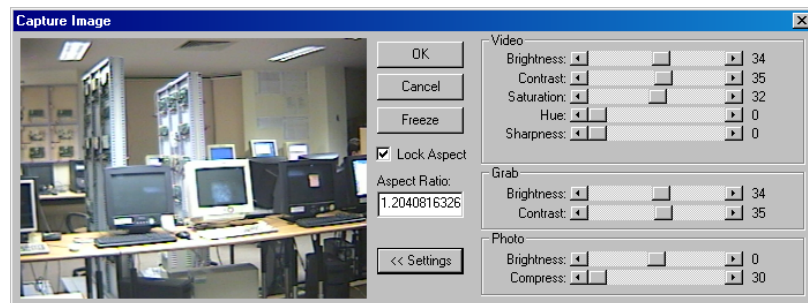 Capture Image
OK
Cancel
Freeze
Lock Aspect
Aspect Ratio:
1.2040816326
<< Settings
Video
Brightness: 34
Contrast: 35
Saturation: 32
Hue: 0
Sharpness: 0
Grab
Brightness: 34
Contrast: 35
Photo
Brightness: 0
Compress: 30